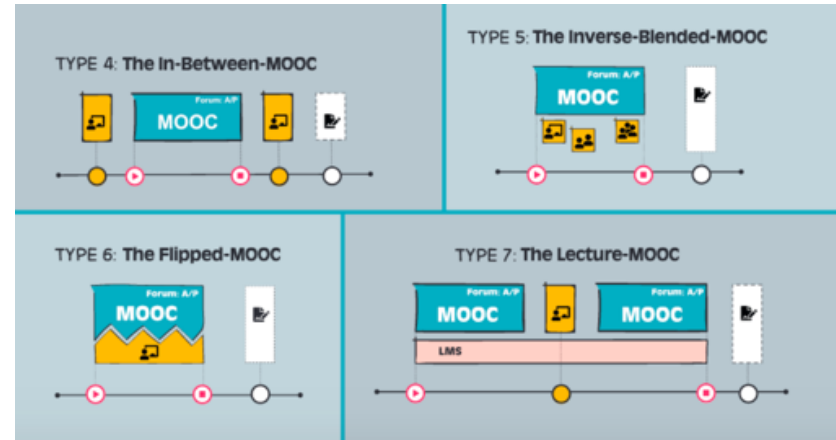 TYPE 4: The In-Between-MOOC
Forum: A/P
MOOC
TYPE 5: The Inverse-Blended-MOOC
Forum: A/P
MOOC
TYPE 6: The Flipped-MOOC
Forum: A/P
MOOC
TYPE 7: The Lecture-MOOC
Forum: A/P
MOOC
Forum: A/P
MOOC
LMS